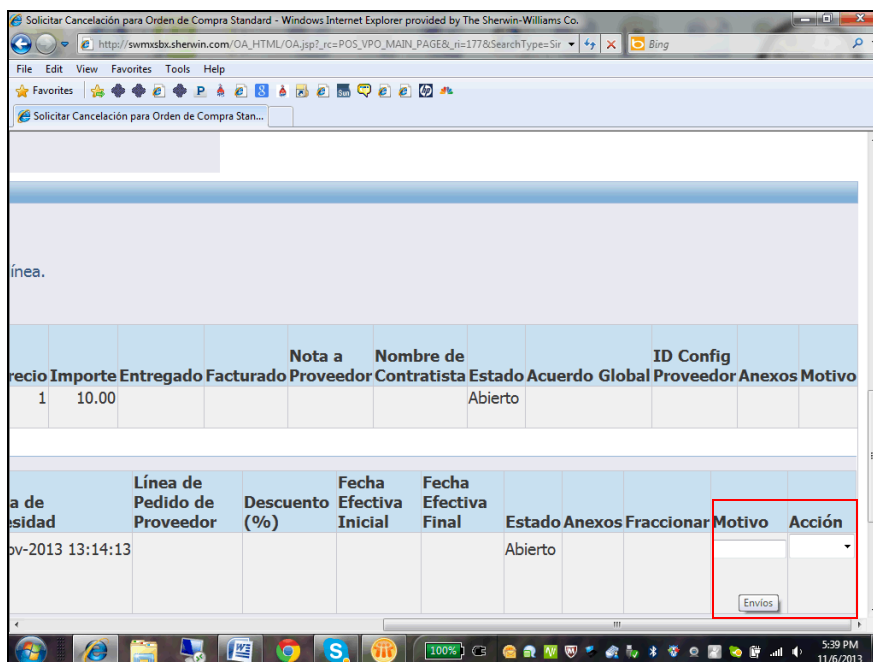 Solicitar Cancelación para Orden de Compra Standard - Windows Internet Explorer provided by The Sherwin-Williams Co.
http://swmxsbx.sherwin.com/OA_HTML/OA.jsp?_rc=POS_VPO_MAIN_PAGE&_ri=177&SearchType=Sir
Bing
File Edit View Favorites Tools Help
Favorites
Solicitar Cancelación para Orden de Compra Stan...
ínea.
Nota a Nombre de ID Config
recio Importe Entregado Facturado Proveedor Contratista Estado Acuerdo Global Proveedor Anexos Motivo
1 10.00 Abierto
Línea de Fecha Fecha
a de Pedido de Descuento Efectiva Efectiva
esidad Proveedor (%) Inicial Final Estado Anexos Fraccionar Motivo Acción
ov-2013 13:14:13 Abierto
Envíos
100%
5:39 PM
11/6/2013